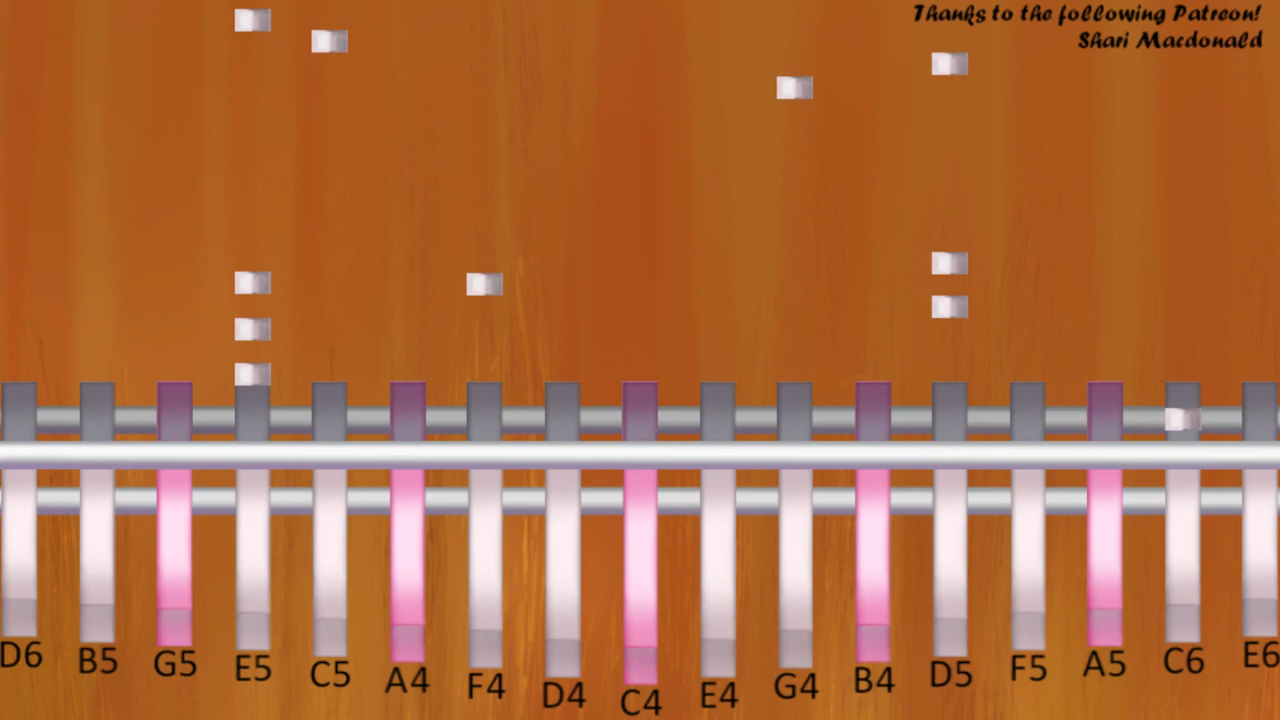 Thanks to the following Patreon!
Shari Macdonald
D6 B5 G5 E5 C5 A4 F4 D4 C4 E4 G4 B4 D5 F5 A5 C6 E6